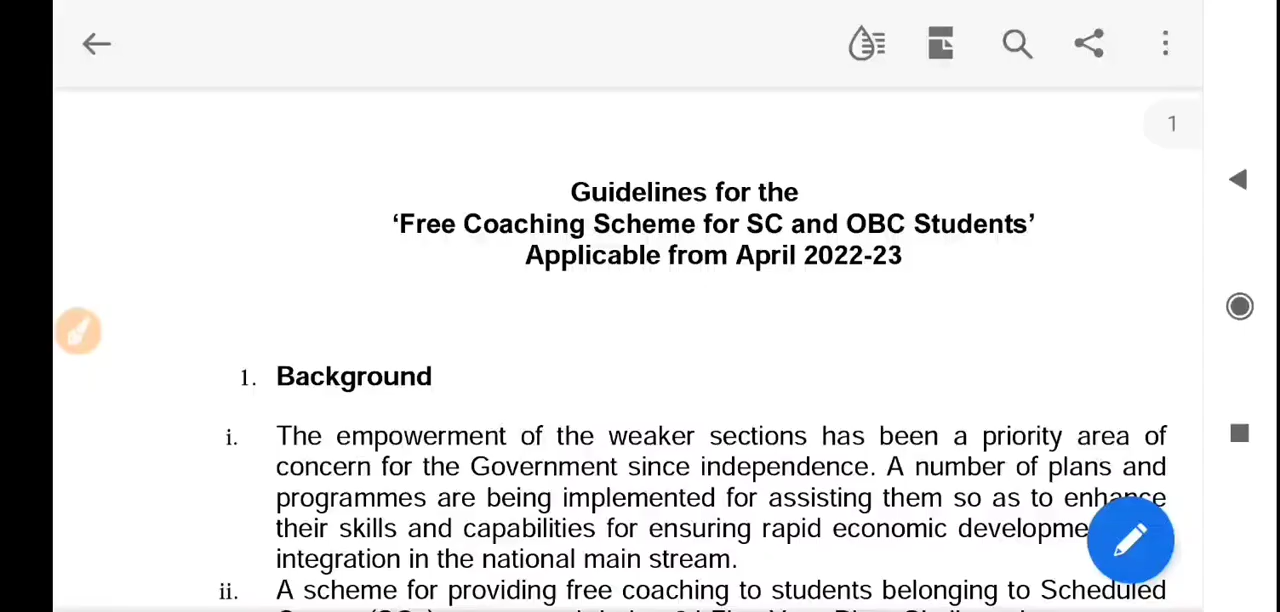 1
Guidelines for the
‘Free Coaching Scheme for SC and OBC Students’
Applicable from April 2022-23
1. Background
i. The empowerment of the weaker sections has been a priority area of
concern for the Government since independence. A number of plans and
programmes are being implemented for assisting them so as to enhance
their skills and capabilities for ensuring rapid economic
integration in the national main stream.
ii. A scheme for providing free coaching to students belonging to Scheduled